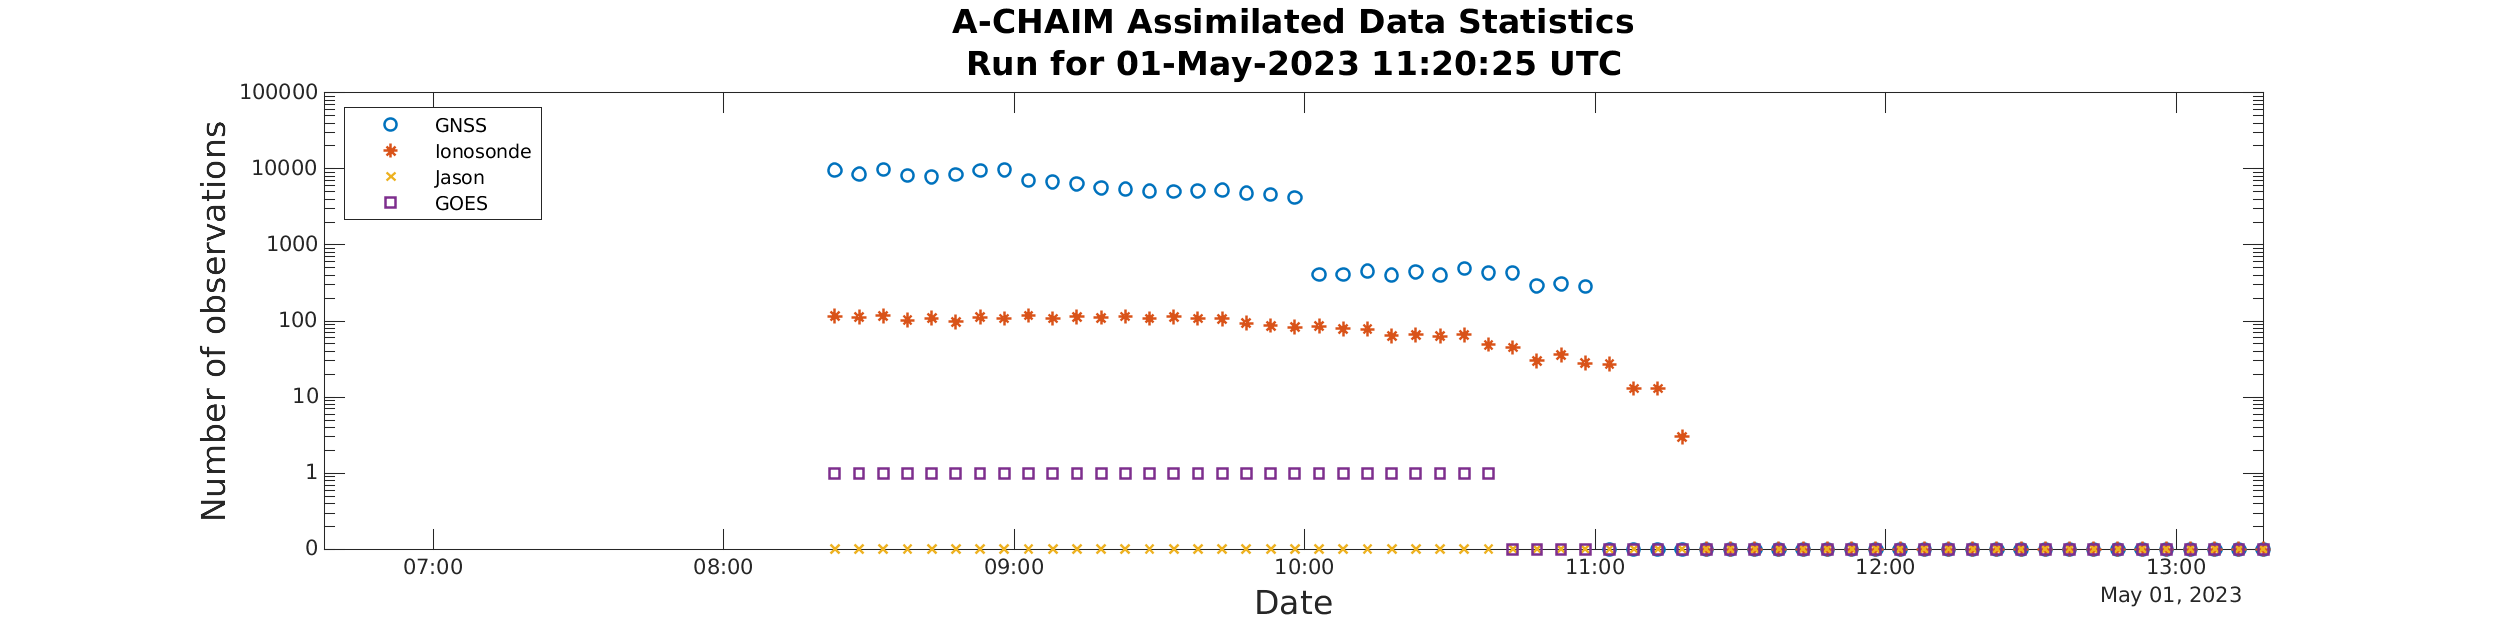 A-CHAIM Assimilated Data Statistics
Run for 01-May-2023 11:20:25 UTC
Number of observations
100000
10000
1000
100
10
1
0
GNSS
Ionosonde
Jason
GOES
07:00 08:00 09:00 10:00 11:00 12:00 13:00
May 01, 2023
Date